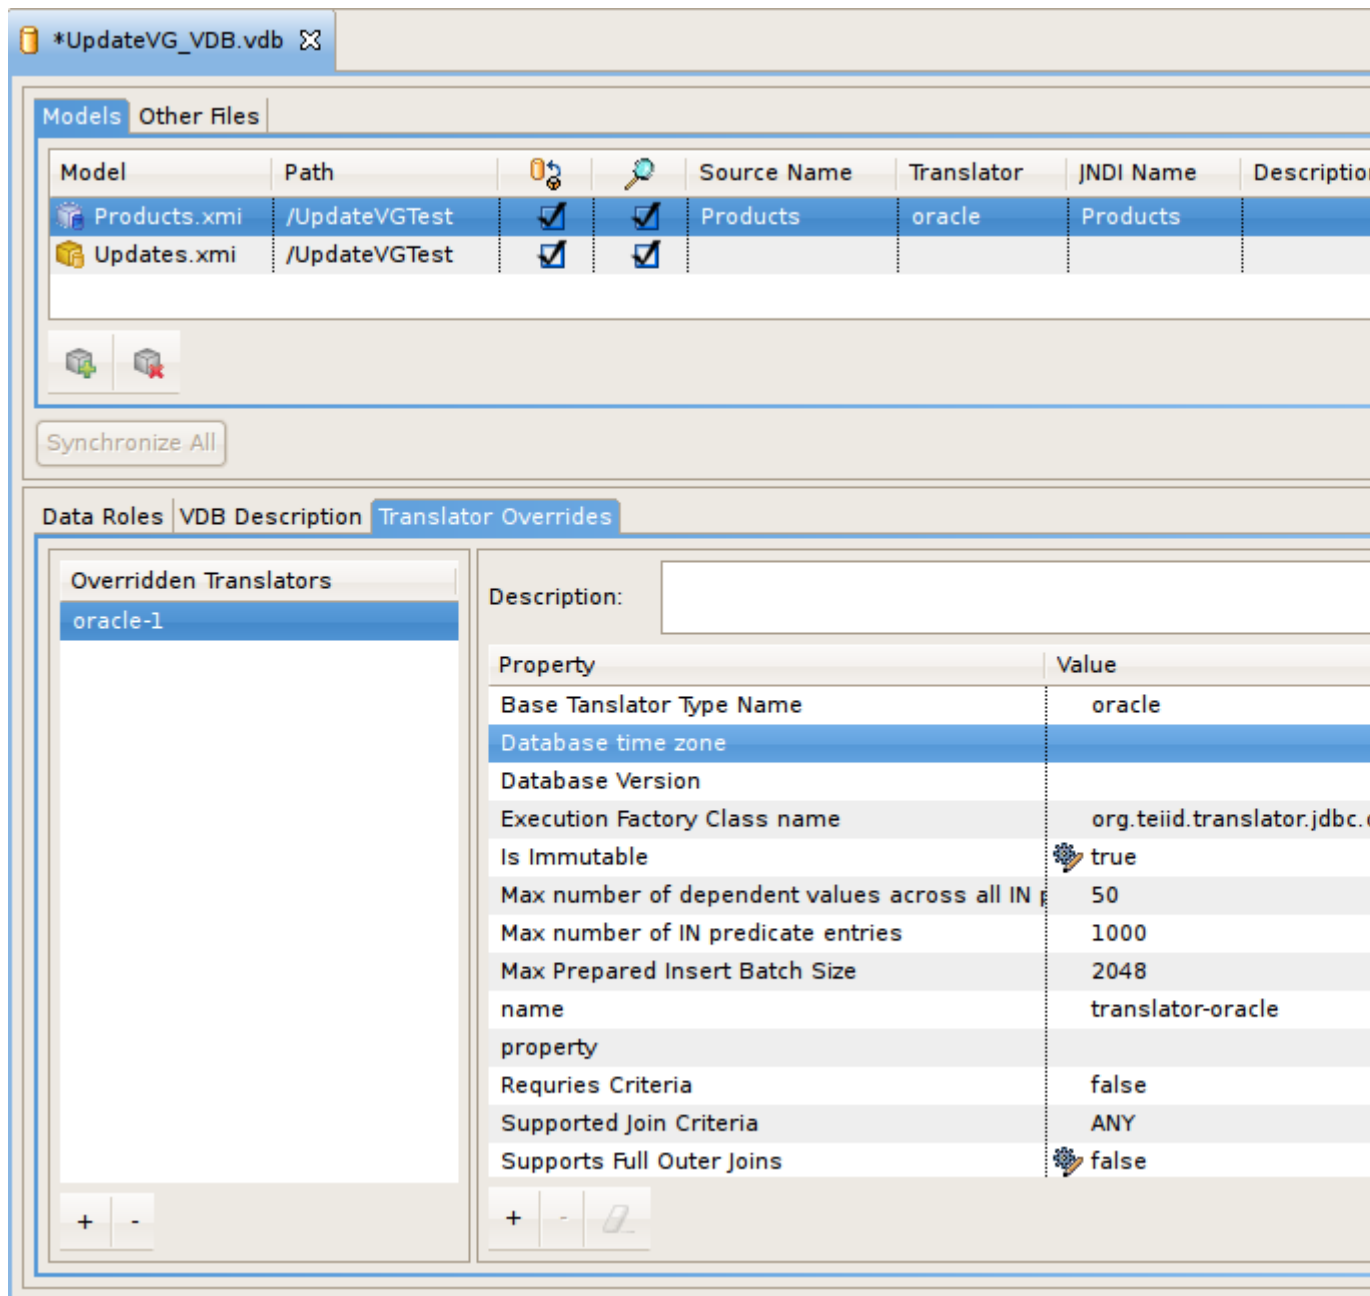 *UpdateVG_VDB.vdb
Models Other Files
Model Path Source Name Translator JNDI Name Description
Products.xmi /UpdateVGTest Products oracle Products
Updates.xmi /UpdateVGTest
Synchronize All
Data Roles VDB Description Translator Overrides
Overridden Translators
oracle-1
Description:
Property Value
Base Tanslator Type Name oracle
Database time zone
Database Version
Execution Factory Class name org.teiid.translator.jdbc.
Is Immutable true
Max number of dependent values across all IN 50
Max number of IN predicate entries 1000
Max Prepared Insert Batch Size 2048
name translator-oracle
property
Requries Criteria false
Supported Join Criteria ANY
Supports Full Outer Joins false
+ -
+ -